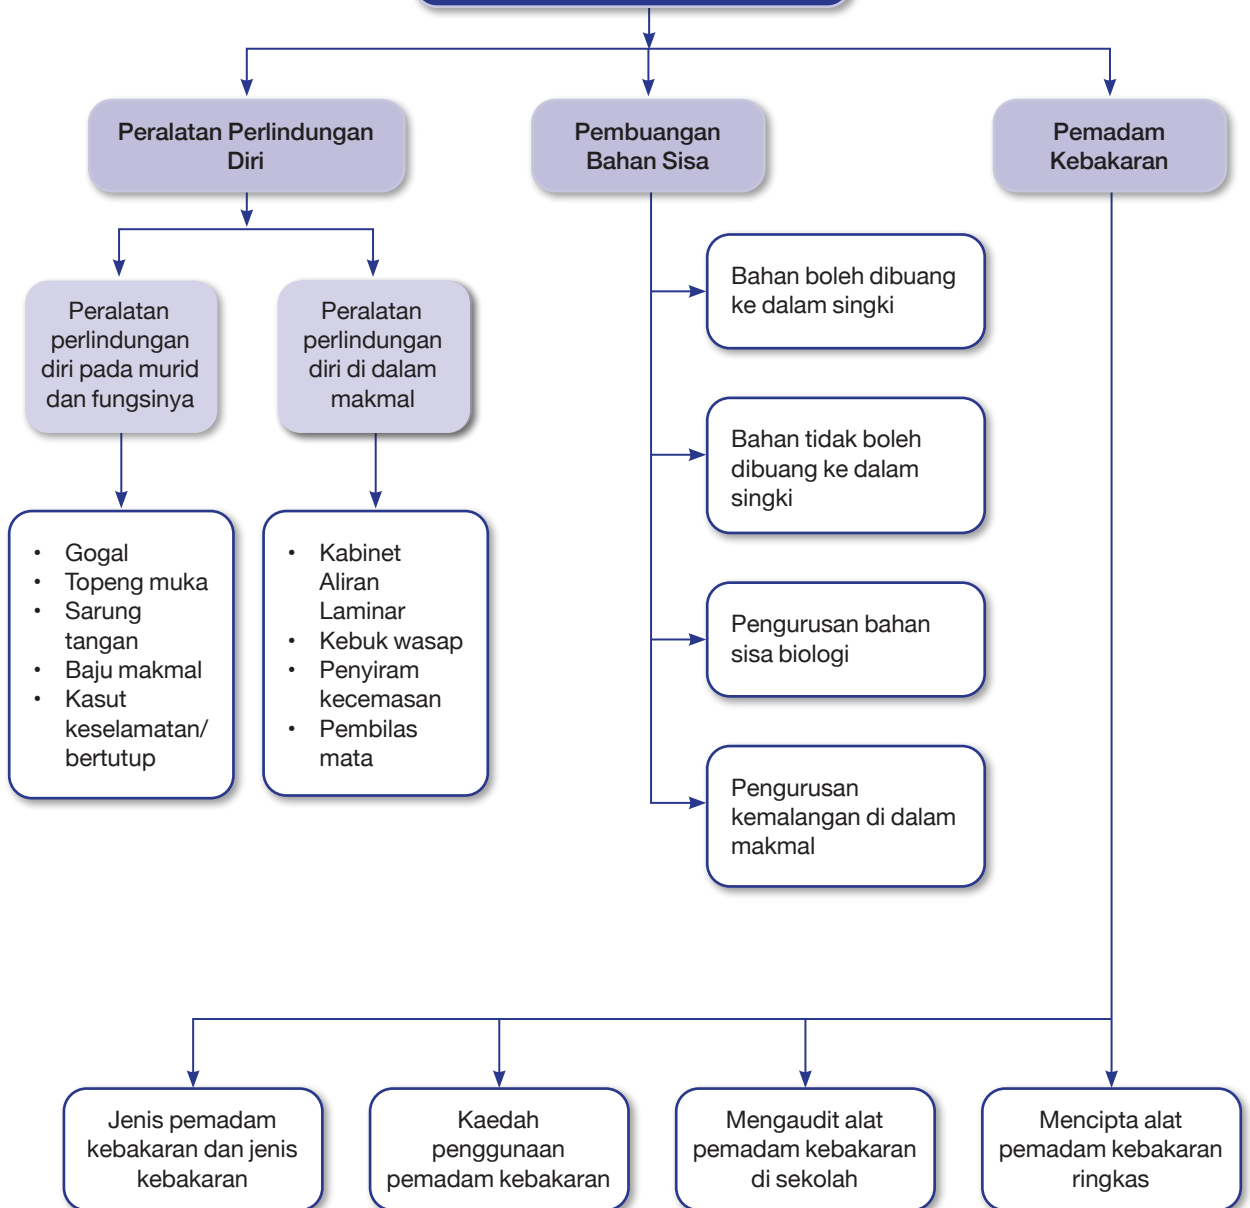 Peralatan Perlindungan
Diri
Pembuangan
Bahan Sisa
Pemadam
Kebakaran
Peralatan
perlindungan
diri pada murid
dan fungsinya
Peralatan
perlindungan
diri di dalam
makmal
• Gogal
• Topeng muka
• Sarung
tangan
• Baju makmal
• Kasut
keselamatan/
bertutup
• Kabinet
Aliran
Laminar
• Kebuk wasap
• Penyiram
kecemasan
• Pembilas
mata
Bahan boleh dibuang
ke dalam singki
Bahan tidak boleh
dibuang ke dalam
singki
Pengurusan bahan
sisa biologi
Pengurusan
kemalangan di dalam
makmal
Jenis pemadam
kebakaran dan jenis
kebakaran
Kaedah
penggunaan
pemadam kebakaran
Mengaudit alat
pemadam kebakaran
di sekolah
Mencipta alat
pemadam kebakaran
ringkas